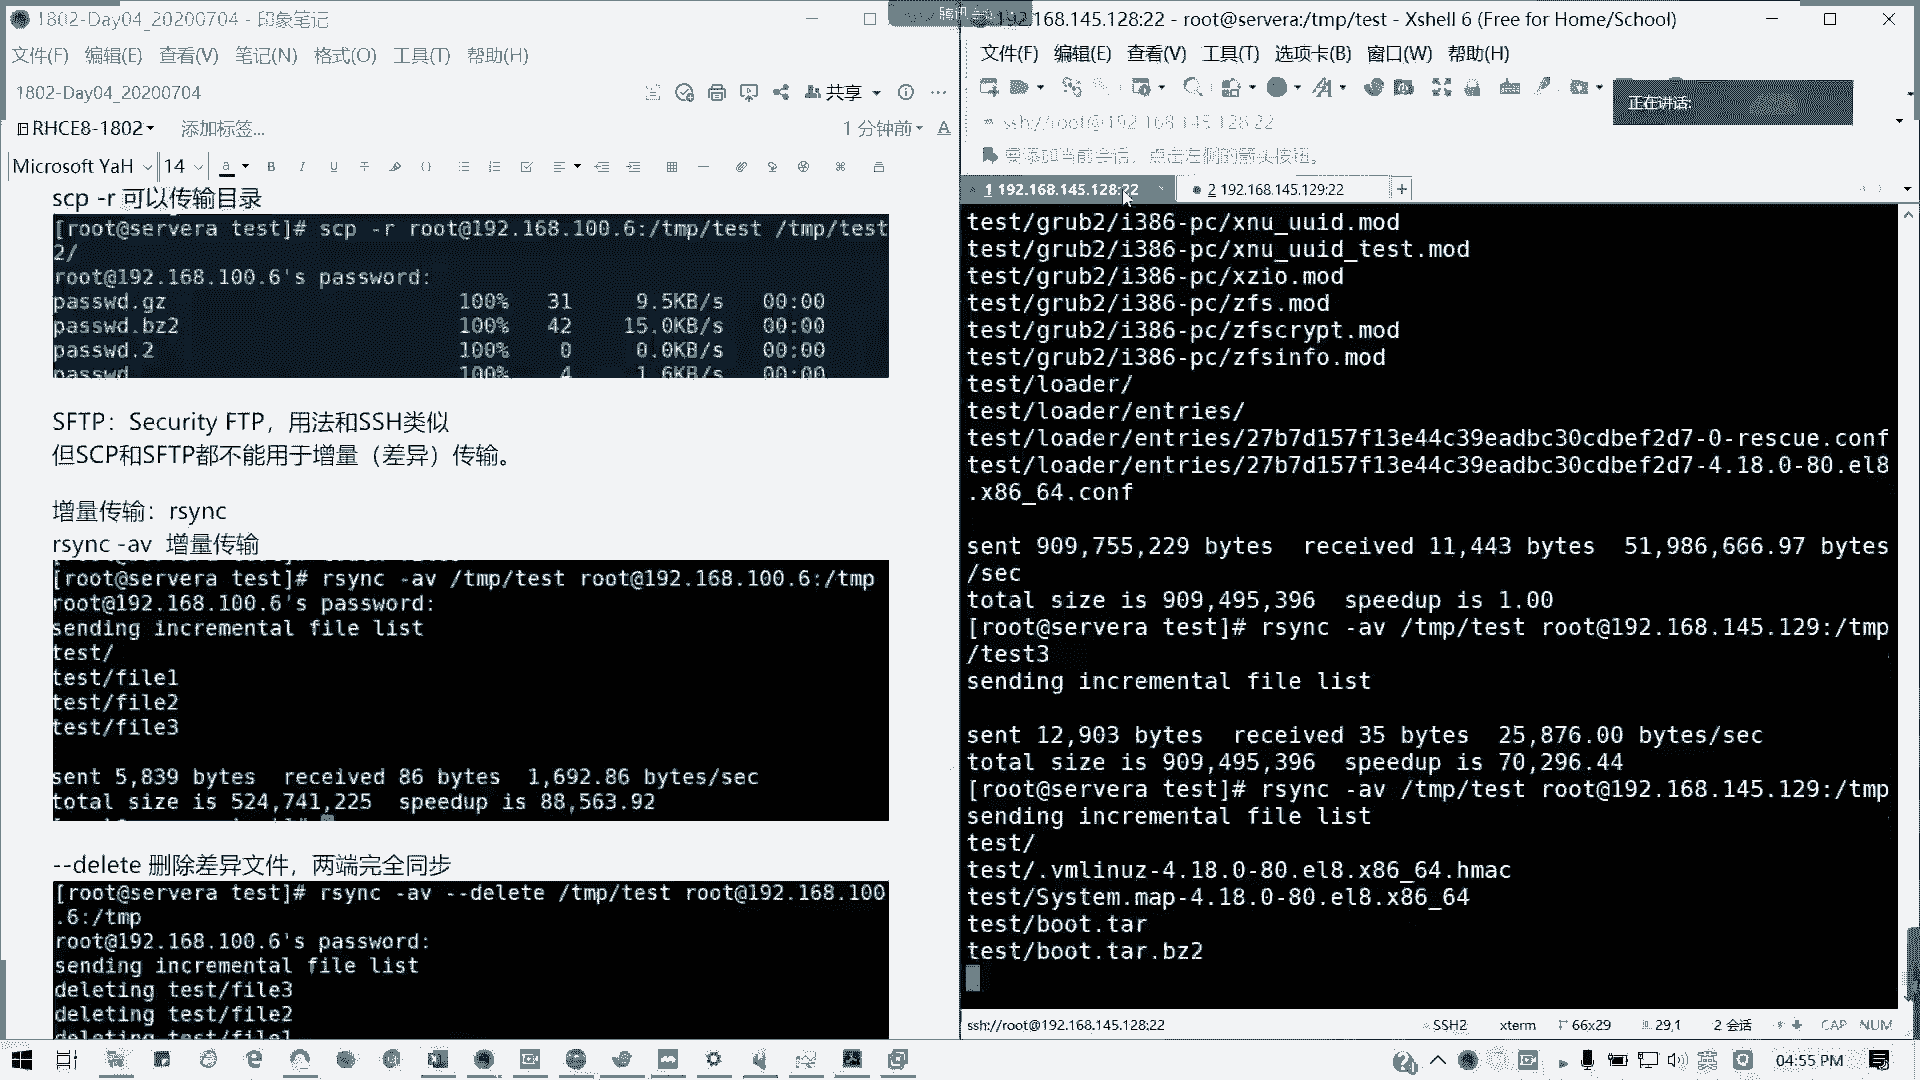 1802-Day04_20200704 - 印象笔记
文件(F) 编辑(E) 查看(V) 笔记(N) 格式(O) 工具(T) 帮助(H)
1802-Day04_20200704
共享
RHCE8-1802
添加标签...
1 分钟前
Microsoft YaH
14
scp -r 可以传输目录
[root@servera test]# scp -r root@192.168.100.6:/tmp/test /tmp/test
2/
root@192.168.100.6's password:
passwd.gz 100% 31 9.5KB/s 00:00
passwd.bz2 100% 42 15.0KB/s 00:00
passwd.2 100% 0 0.0KB/s 00:00
passwd 100% 4 1.6KB/s 00:00
SFTP：Security FTP，用法和SSH类似
但SCP和SFTP都不能用于增量（差异）传输。
增量传输：rsync
rsync -av 增量传输
[root@servera test]# rsync -av /tmp/test root@192.168.100.6:/tmp
root@192.168.100.6's password:
sending incremental file list
test/
test/file1
test/file2
test/file3
sent 5,839 bytes received 86 bytes 1,692.86 bytes/sec
total size is 524,741,225 speedup is 88,563.92
--delete 删除差异文件，两端完全同步
[root@servera test]# rsync -av --delete /tmp/test root@192.168.100
.6:/tmp
root@192.168.100.6's password:
sending incremental file list
deleting test/file3
deleting test/file2
deleting test/file1
腾讯会议
192.168.145.128:22 - root@servera:/tmp/test - Xshell 6 (Free for Home/School)
文件(F) 编辑(E) 查看(V) 工具(T) 选项卡(B) 窗口(W) 帮助(H)
正在讲话:
ssh://root@192.168.145.128:22
要添加当前会话，点击左侧的箭头按钮。
1 192.168.145.128:22
2 192.168.145.129:22
test/grub2/i386-pc/xnu_uuid.mod
test/grub2/i386-pc/xnu_uuid_test.mod
test/grub2/i386-pc/xzio.mod
test/grub2/i386-pc/zfs.mod
test/grub2/i386-pc/zfscrypt.mod
test/grub2/i386-pc/zfsinfo.mod
test/loader/
test/loader/entries/
test/loader/entries/27b7d157f13e44c39eadbc30cdbef2d7-0-rescue.conf
test/loader/entries/27b7d157f13e44c39eadbc30cdbef2d7-4.18.0-80.el8
.x86_64.conf
sent 909,755,229 bytes received 11,443 bytes 51,986,666.97 bytes
/sec
total size is 909,495,396 speedup is 1.00
[root@servera test]# rsync -av /tmp/test root@192.168.145.129:/tmp
/test3
sending incremental file list
sent 12,903 bytes received 35 bytes 25,876.00 bytes/sec
total size is 909,495,396 speedup is 70,296.44
[root@servera test]# rsync -av /tmp/test root@192.168.145.129:/tmp
sending incremental file list
test/
test/.vmlinuz-4.18.0-80.el8.x86_64.hmac
test/System.map-4.18.0-80.el8.x86_64
test/boot.tar
test/boot.tar.bz2
ssh://root@192.168.145.128:22
SSH2
xterm
66x29
29,1
2 会话
CAP NUM
英
04:55 PM